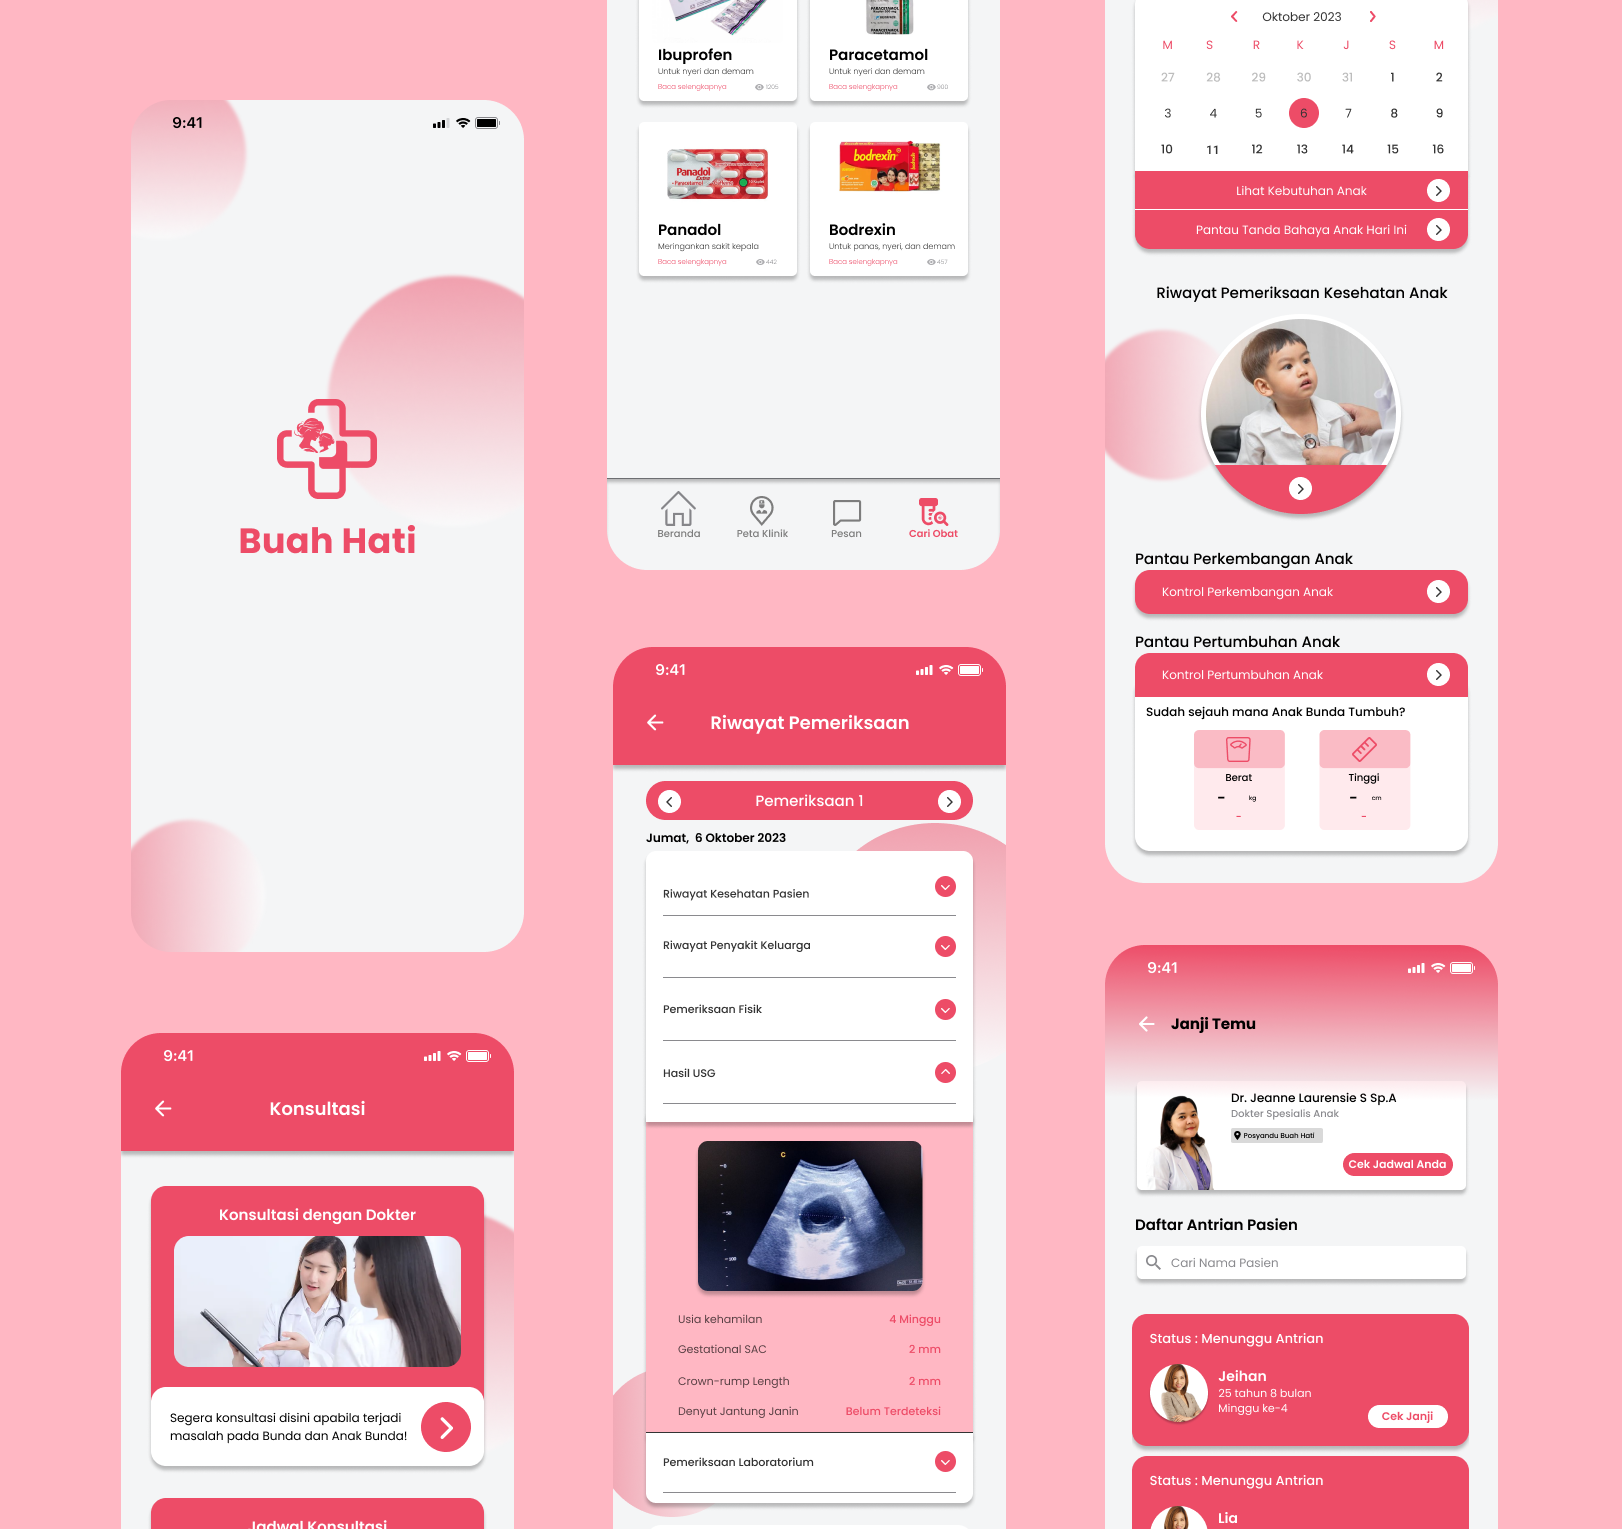 9:41
Buah Hati
9:41
Konsultasi
Konsultasi dengan Dokter
Segera konsultasi disini apabila terjadi
masalah pada Bunda dan Anak Bunda!
Jadwal Konsultasi
Ibuprofen
Untuk nyeri dan demam
Baca selengkapnya
1205
PARACETAMOL
Paracetamol
Untuk nyeri dan demam
Baca selengkapnya
900
Panadol
Extra
Paracetamol
Panadol
Meringankan sakit kepala
Baca selengkapnya
442
bodrexin
Bodrexin
Untuk panas, nyeri, dan demam
Baca selengkapnya
457
Beranda
Peta Klinik
Pesan
Cari Obat
9:41
Riwayat Pemeriksaan
Pemeriksaan 1
Jumat, 6 Oktober 2023
Riwayat Kesehatan Pasien
Riwayat Penyakit Keluarga
Pemeriksaan Fisik
Hasil USG
C
Usia kehamilan 4 Minggu
Gestational SAC 2 mm
Crown-rump Length 2 mm
Denyut Jantung Janin Belum Terdeteksi
Pemeriksaan Laboratorium
Oktober 2023
M S R K J S M
27 28 29 30 31 1 2
3 4 5 6 7 8 9
10 11 12 13 14 15 16
Lihat Kebutuhan Anak
Pantau Tanda Bahaya Anak Hari Ini
Riwayat Pemeriksaan Kesehatan Anak
Pantau Perkembangan Anak
Kontrol Perkembangan Anak
Pantau Pertumbuhan Anak
Kontrol Pertumbuhan Anak
Sudah sejauh mana Anak Bunda Tumbuh?
Berat
- kg
-
Tinggi
- cm
-
9:41
Janji Temu
Dr. Jeanne Laurensie S Sp.A
Dokter Spesialis Anak
Posyandu Buah Hati
Cek Jadwal Anda
Daftar Antrian Pasien
Cari Nama Pasien
Status : Menunggu Antrian
Jeihan
25 tahun 8 bulan
Minggu ke-4
Cek Janji
Status : Menunggu Antrian
Lia